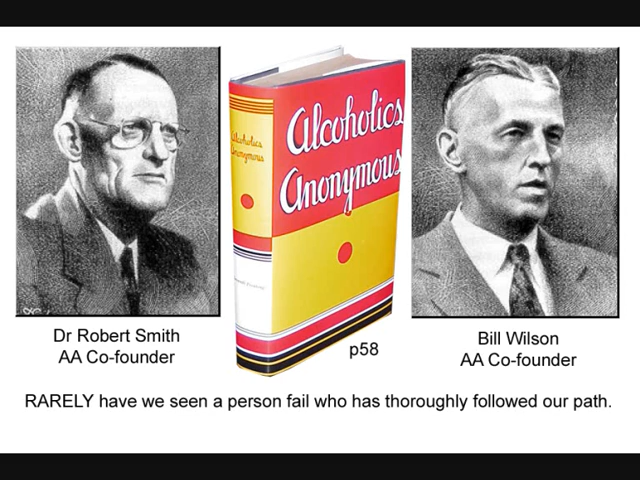 Alcoholics
Anonymous
Alcoholics
Anonymous
Dr Robert Smith
AA Co-founder
p58
Bill Wilson
AA Co-founder
RARELY have we seen a person fail who has thoroughly followed our path.